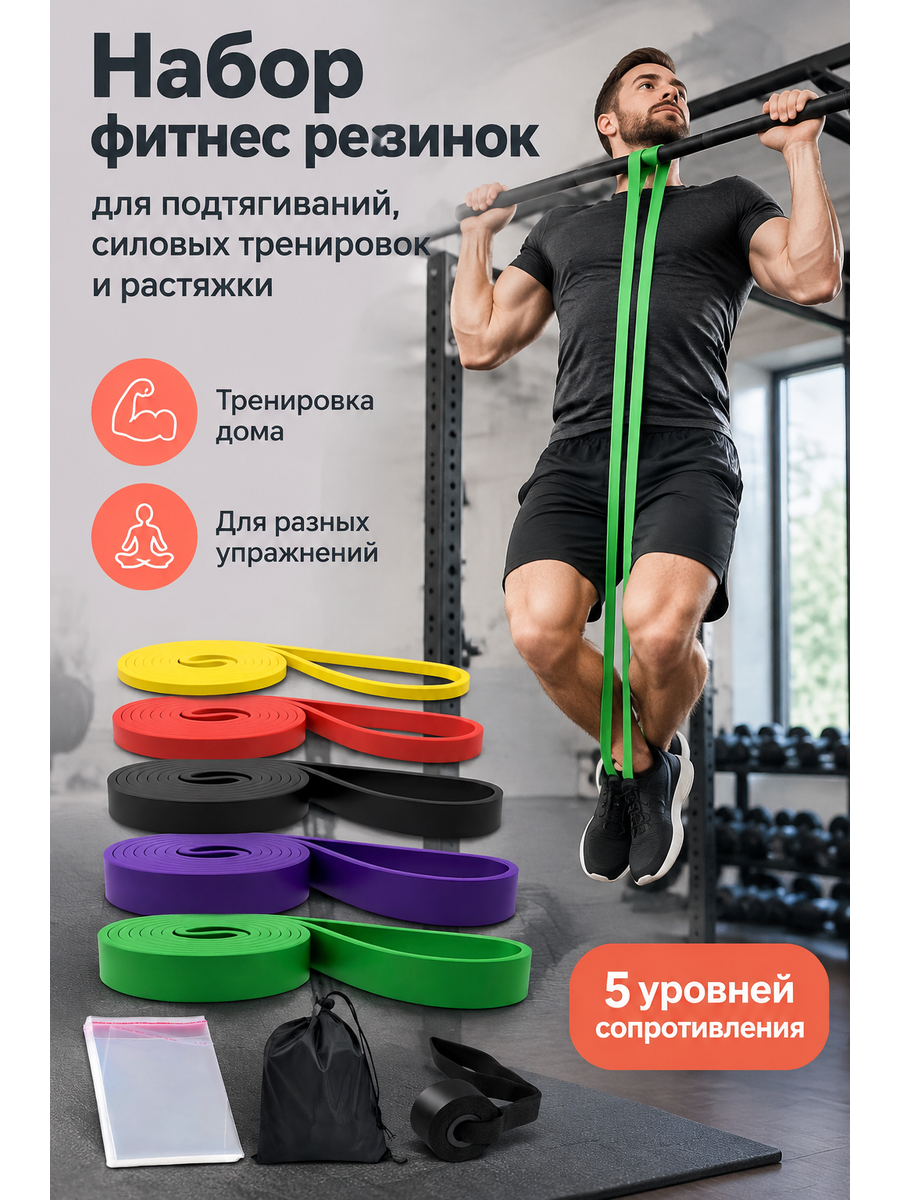 Набор
фитнес резинок
для подтягиваний,
силовых тренировок
и растяжки
Тренировка
дома
Для разных
упражнений
5 уровней
сопротивления